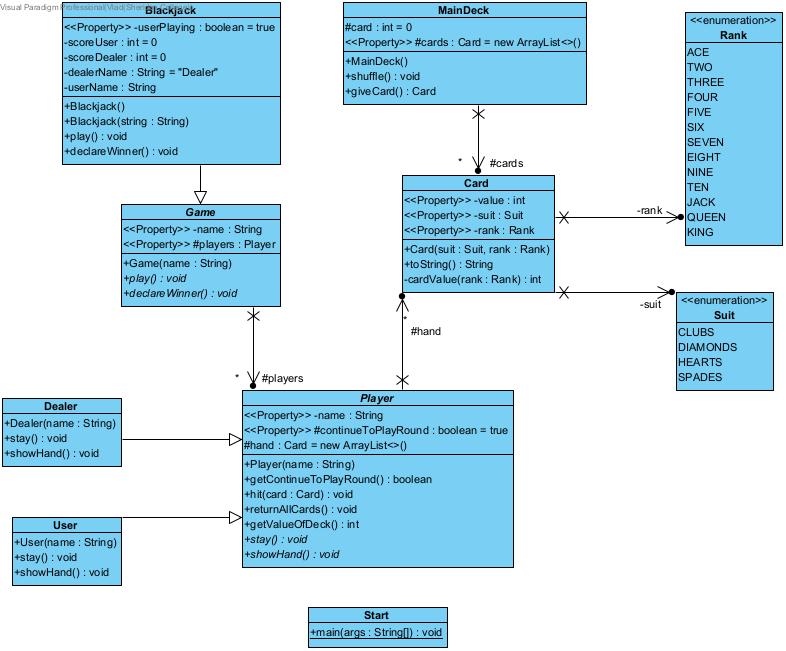 Visual Paradigm Professional(Vlad(Sheridan College))
Blackjack
<<Property>> -userPlaying : boolean = true
-scoreUser : int = 0
-scoreDealer : int = 0
-dealerName : String = "Dealer"
-userName : String
+Blackjack()
+Blackjack(string : String)
+play() : void
+declareWinner() : void
MainDeck
#card : int = 0
<<Property>> #cards : Card = new ArrayList<>()
+MainDeck()
+shuffle() : void
+giveCard() : Card
<<enumeration>>
Rank
ACE
TWO
THREE
FOUR
FIVE
SIX
SEVEN
EIGHT
NINE
TEN
JACK
QUEEN
KING
* #cards
Card
<<Property>> -value : int
<<Property>> -suit : Suit
<<Property>> -rank : Rank
+Card(suit : Suit, rank : Rank)
+toString() : String
-cardValue(rank : Rank) : int
-rank
-suit
Game
<<Property>> -name : String
<<Property>> #players : Player
+Game(name : String)
+play() : void
+declareWinner() : void
<<enumeration>>
Suit
CLUBS
DIAMONDS
HEARTS
SPADES
*
#hand
* #players
Player
<<Property>> -name : String
<<Property>> #continueToPlayRound : boolean = true
#hand : Card = new ArrayList<>()
+Player(name : String)
+getContinueToPlayRound() : boolean
+hit(card : Card) : void
+returnAllCards() : void
+getValueOfDeck() : int
+stay() : void
+showHand() : void
Dealer
+Dealer(name : String)
+stay() : void
+showHand() : void
User
+User(name : String)
+stay() : void
+showHand() : void
Start
+main(args : String[]) : void